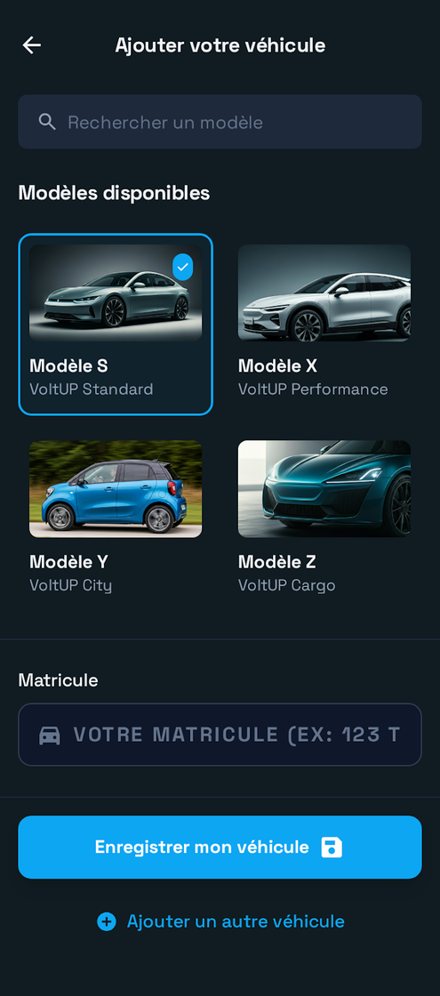 Ajouter votre véhicule
Rechercher un modèle
Modèles disponibles
Modèle S
VoltUP Standard
Modèle X
VoltUP Performance
Modèle Y
VoltUP City
Modèle Z
VoltUP Cargo
Matricule
VOTRE MATRICULE (EX: 123 T
Enregistrer mon véhicule
Ajouter un autre véhicule